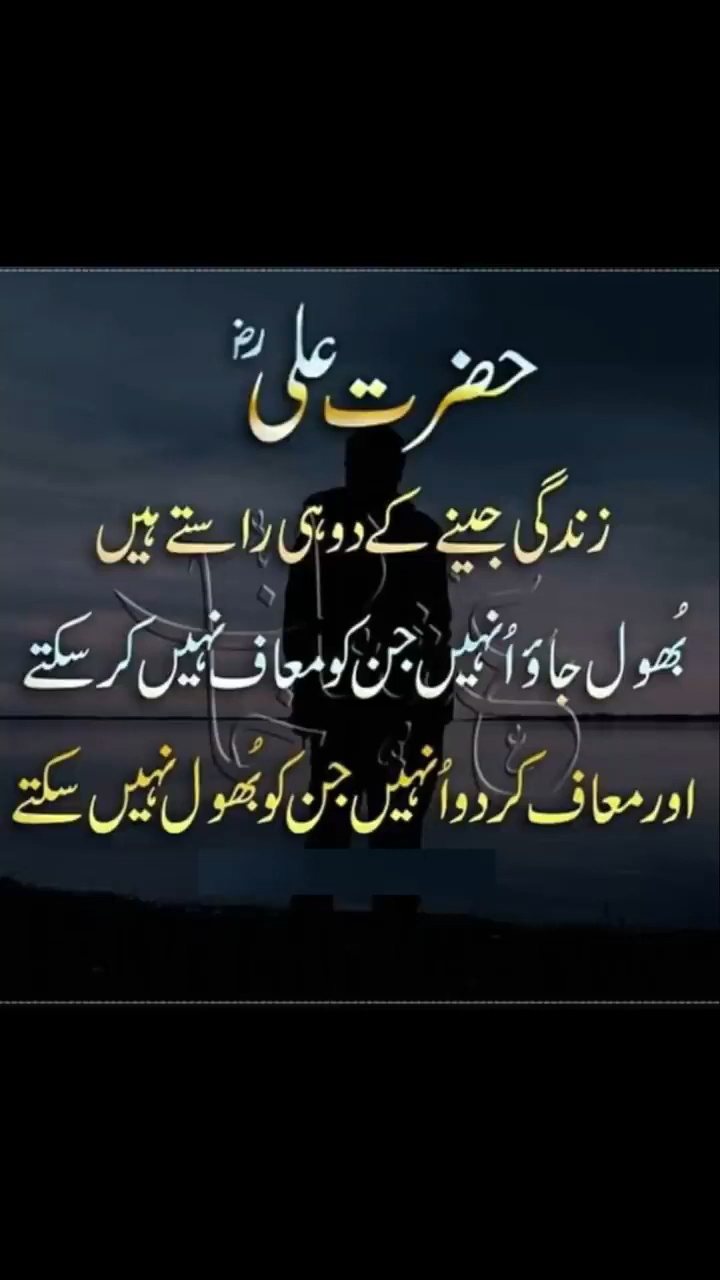 حضرت علی رض
زندگی جینے کے دو ہی راستے ہیں
بُھول جاؤ اُنہیں جن کو معاف نہیں کر سکتے
اور معاف کر دو اُنہیں جن کو بُھول نہیں سکتے